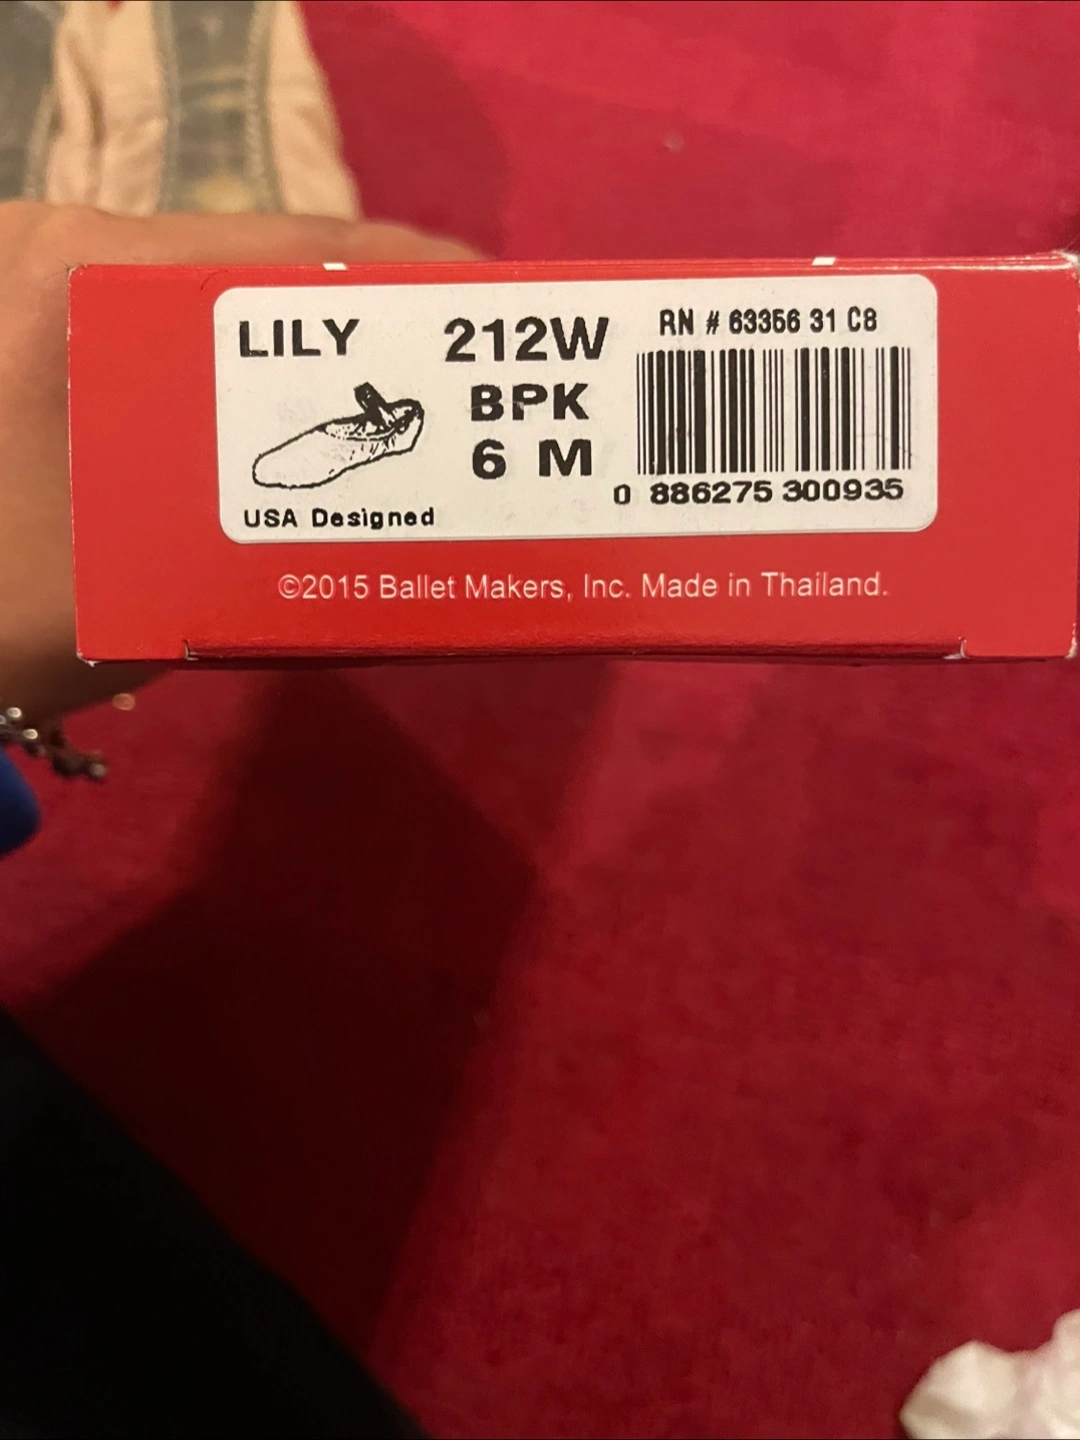 LILY
212W
BPK
6 M
USA Designed
RN # 63356 31 C8
0 886275 300935
©2015 Ballet Makers, Inc. Made in Thailand.